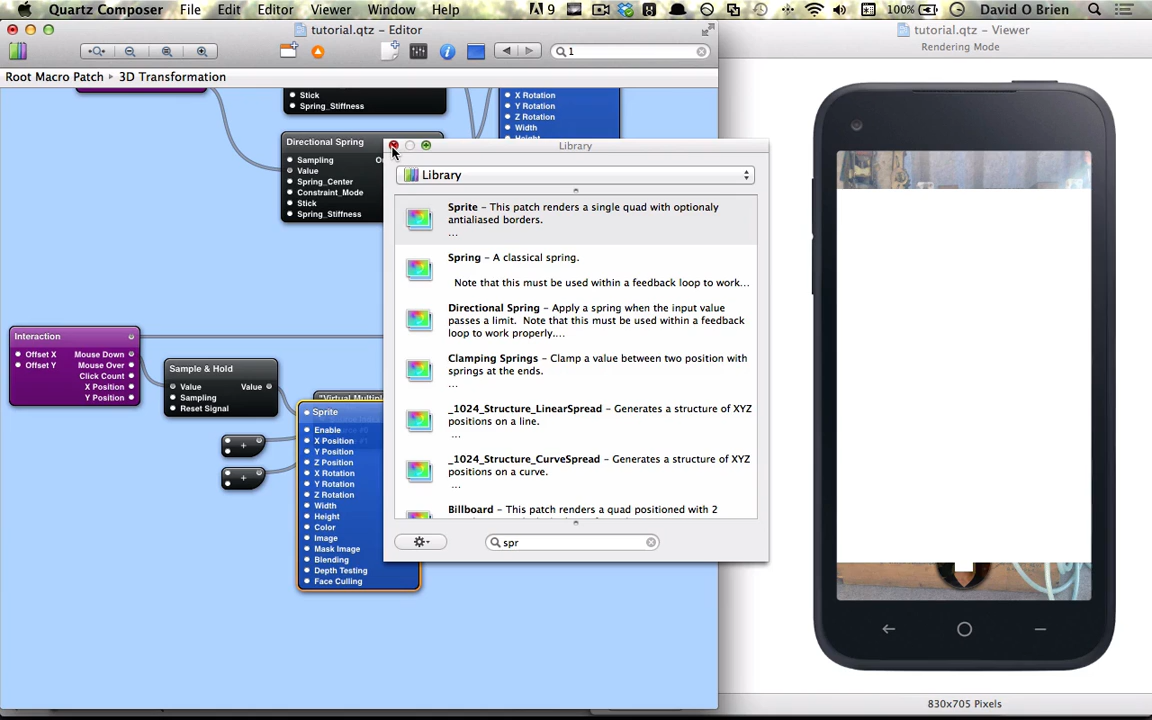 Quartz Composer File Edit Editor Viewer Window Help 9 100% David O Brien
tutorial.qtz – Editor
1
Root Macro Patch 3D Transformation
Stick
Spring_Stiffness
Directional Spring
Sampling
Value
Spring_Center
Constraint_Mode
Stick
Spring_Stiffness
X Rotation
Y Rotation
Z Rotation
Width
Interaction
Offset X Mouse Down
Offset Y Mouse Over
Click Count
X Position
Y Position
Sample & Hold
Value Value
Sampling
Reset Signal
+
+
Sprite
Enable
X Position
Y Position
Z Position
X Rotation
Y Rotation
Z Rotation
Width
Height
Color
Image
Mask Image
Blending
Depth Testing
Face Culling
Library
Library
Sprite – This patch renders a single quad with optionaly
antialiased borders.
...
Spring – A classical spring.
Note that this must be used within a feedback loop to work...
Directional Spring – Apply a spring when the input value
passes a limit. Note that this must be used within a feedback
loop to work properly....
Clamping Springs – Clamp a value between two position with
springs at the ends.
...
_1024_Structure_LinearSpread – Generates a structure of XYZ
positions on a line.
...
_1024_Structure_CurveSpread – Generates a structure of XYZ
positions on a curve.
...
Billboard – This patch renders a quad positioned with 2
spr
tutorial.qtz – Viewer
Rendering Mode
830x705 Pixels